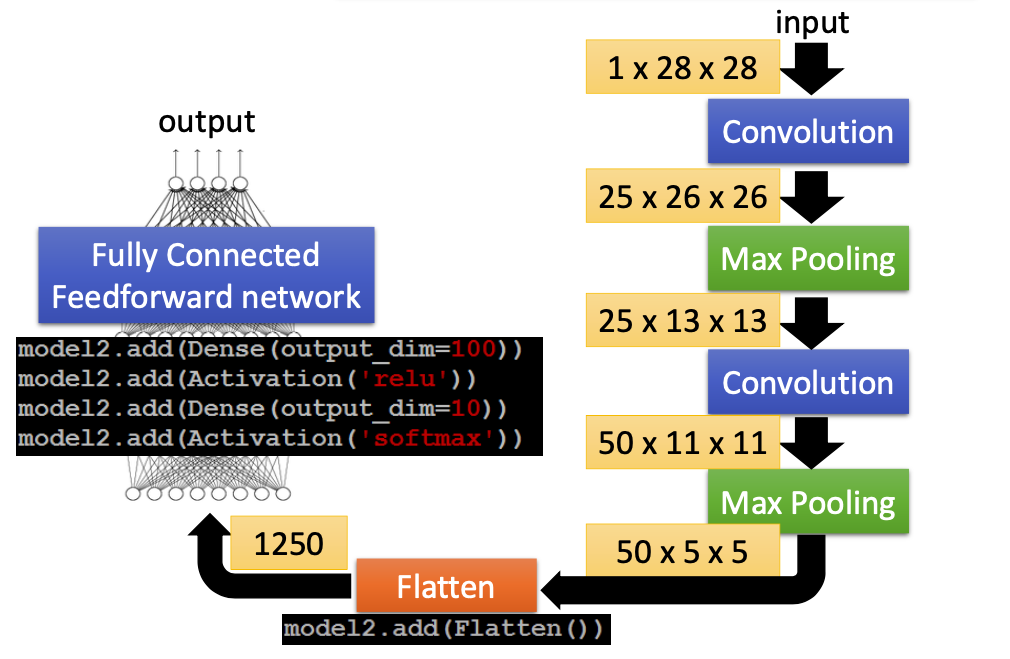 input
1 x 28 x 28
Convolution
25 x 26 x 26
Max Pooling
25 x 13 x 13
Convolution
50 x 11 x 11
Max Pooling
50 x 5 x 5
Flatten
model2.add(Flatten())
1250
model2.add(Dense(output_dim=100))
model2.add(Activation('relu'))
model2.add(Dense(output_dim=10))
model2.add(Activation('softmax'))
Fully Connected
Feedforward network
output